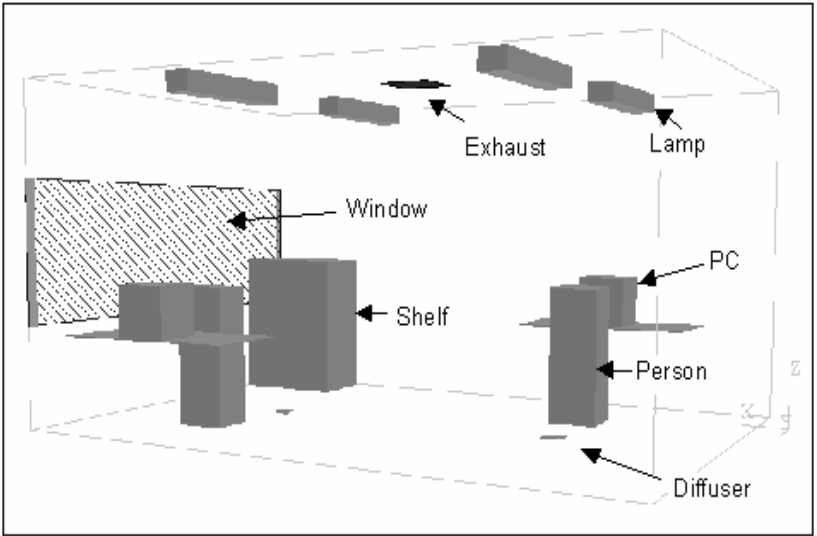 Exhaust
Lamp
Window
PC
Shelf
Person
Z
X
Diffuser